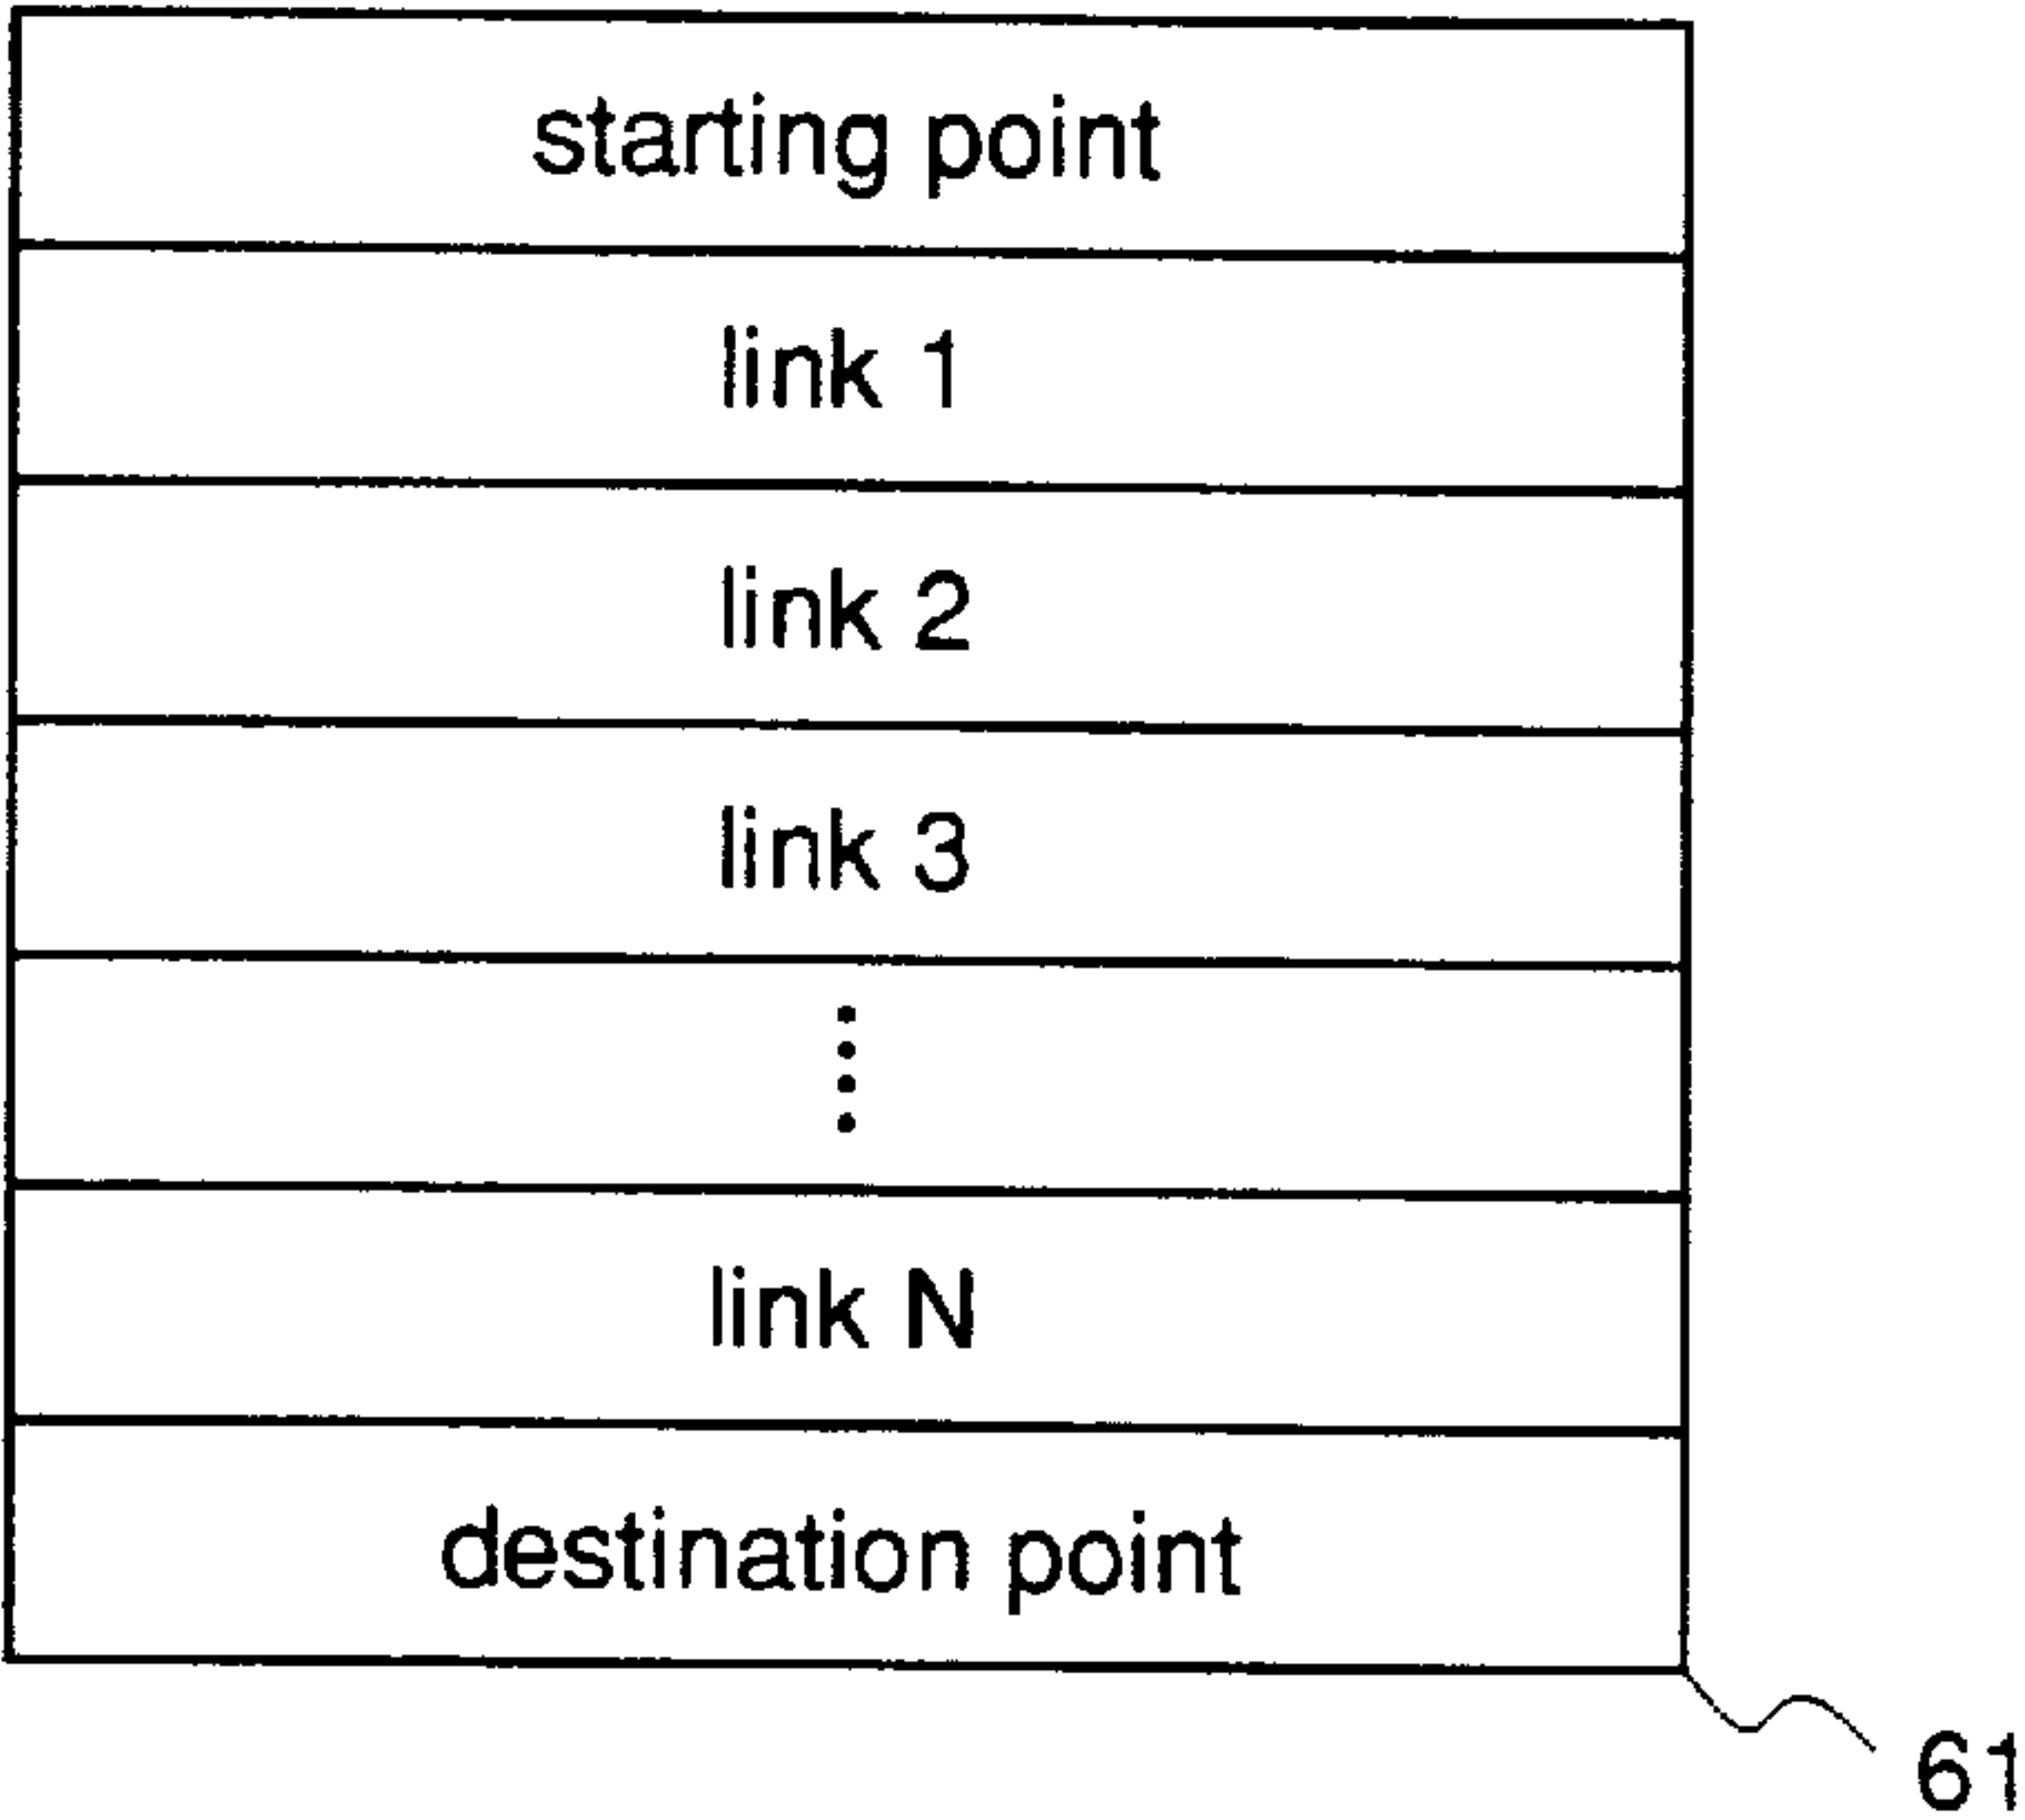 starting point
link 1
link 2
link 3
link N
destination point
61